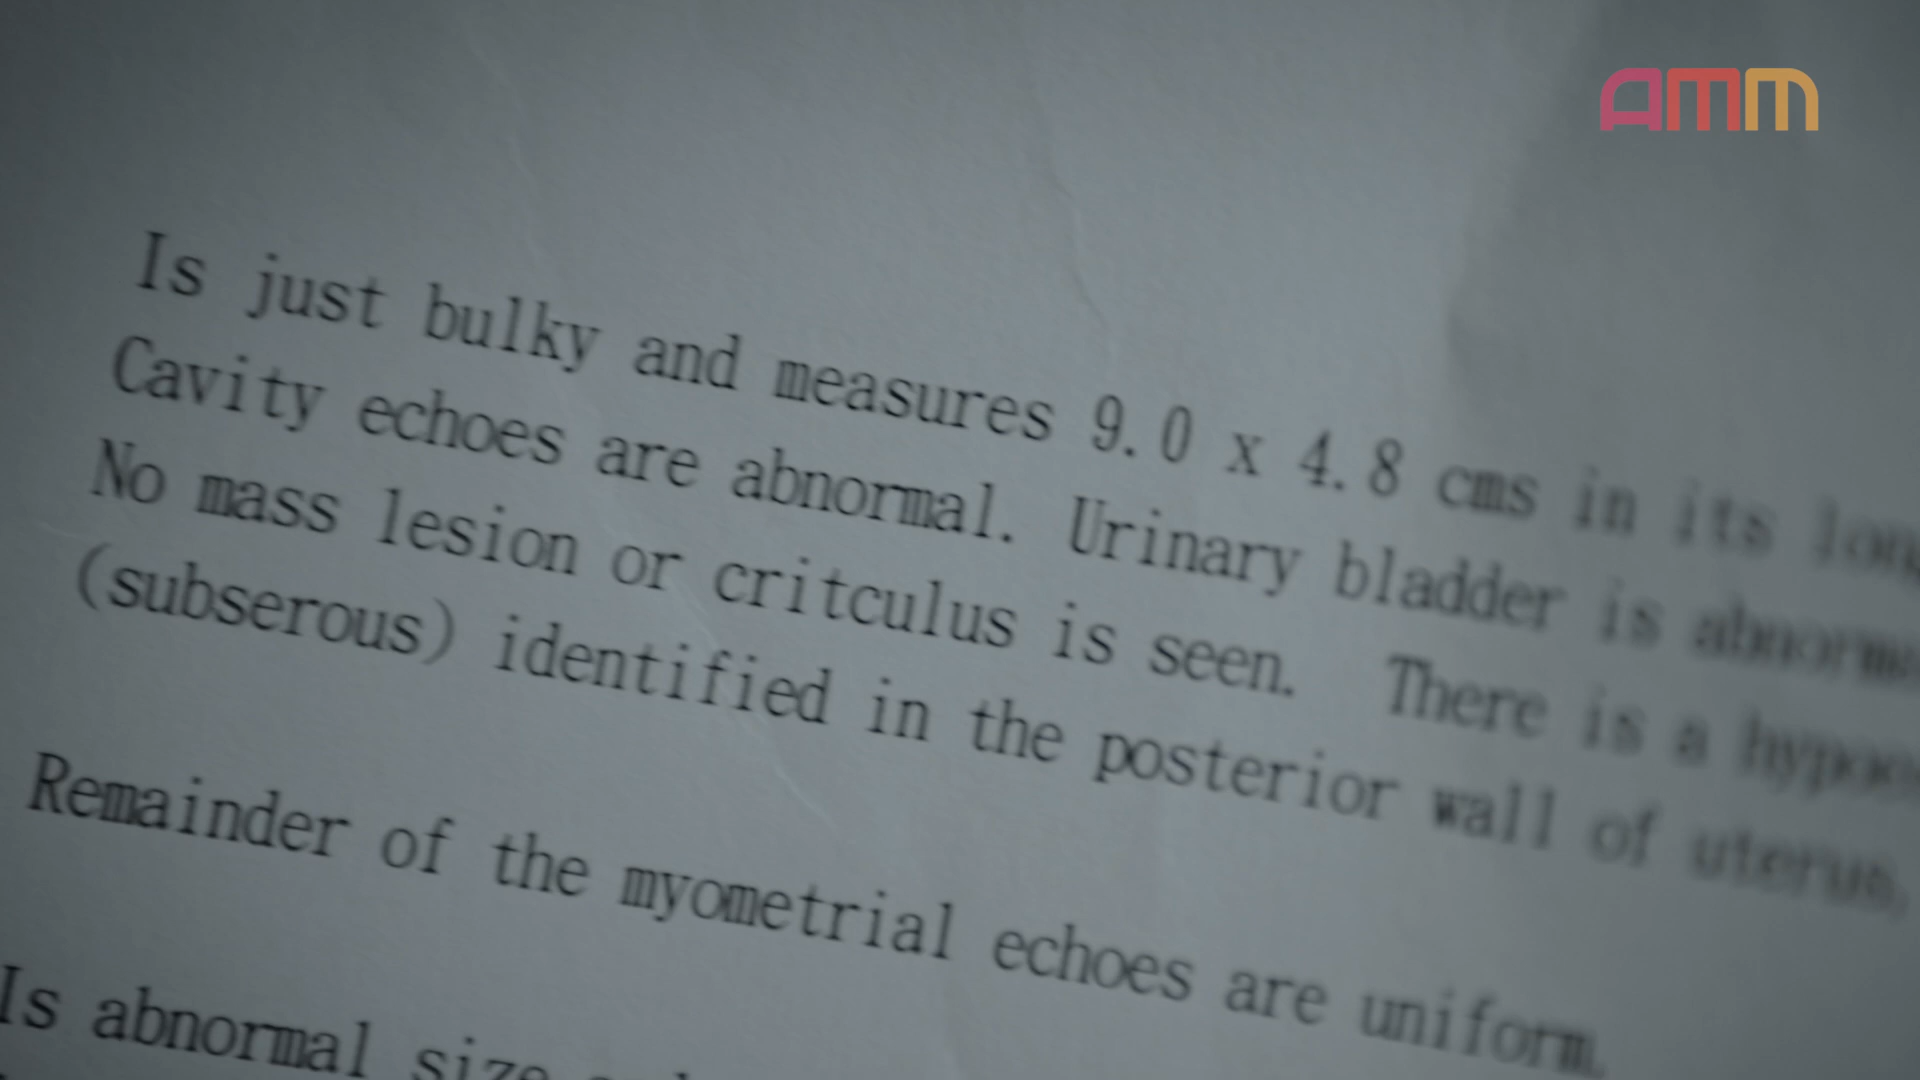 AMM
Is just bulky and measures 9.0 x 4.8 cms in its
Cavity echoes are abnormal. Urinary bladder is
No mass lesion or critculus is seen. There is a
(subserous) identified in the posterior wall of uterus,
Remainder of the myometrial echoes are uniform.
Is abnormal size